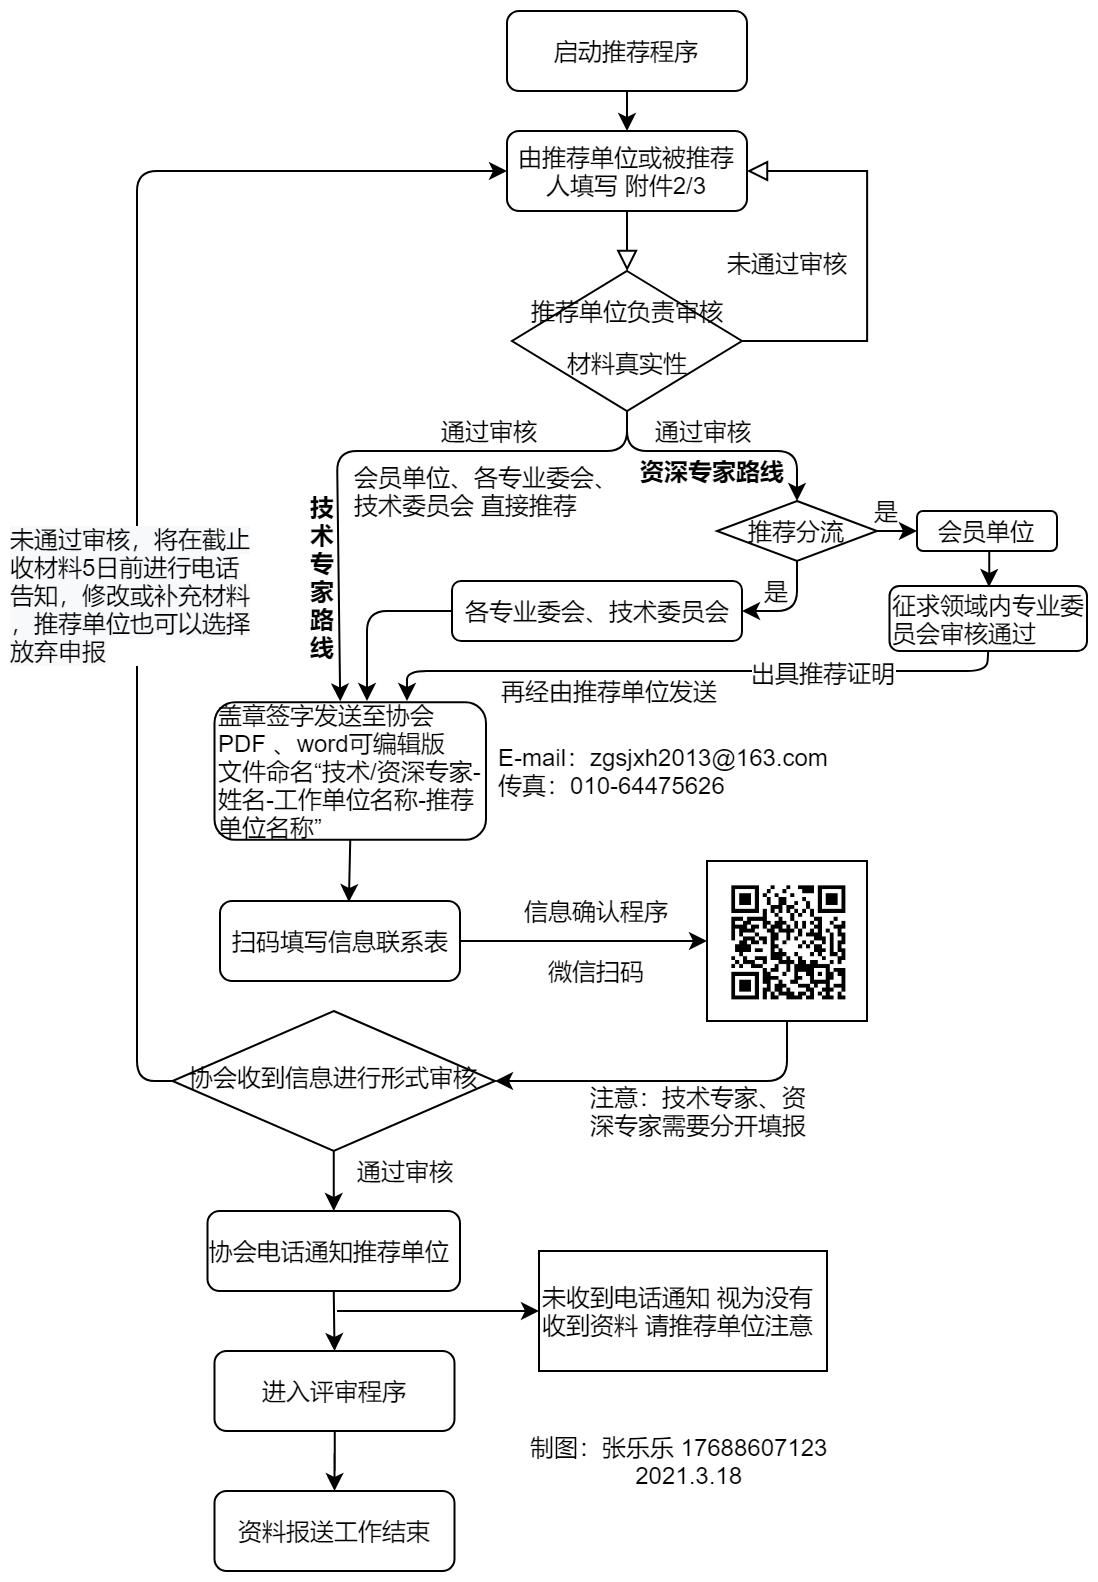 启动推荐程序
由推荐单位或被推荐
人填写 附件2/3
未通过审核
推荐单位负责审核
材料真实性
通过审核
通过审核
资深专家路线
会员单位、各专业委会、
技术委员会 直接推荐
技术专家路线
推荐分流
是
会员单位
是
各专业委会、技术委员会
征求领域内专业委
员会审核通过
出具推荐证明
再经由推荐单位发送
未通过审核，将在截止
收材料5日前进行电话
告知，修改或补充材料
，推荐单位也可以选择
放弃申报
盖章签字发送至协会
PDF 、word可编辑版
文件命名“技术/资深专家-
姓名-工作单位名称-推荐
单位名称”
E-mail：zgsjxh2013@163.com
传真：010-64475626
扫码填写信息联系表
信息确认程序
微信扫码
协会收到信息进行形式审核
注意：技术专家、资
深专家需要分开填报
通过审核
协会电话通知推荐单位
未收到电话通知 视为没有
收到资料 请推荐单位注意
进入评审程序
制图：张乐乐 17688607123
2021.3.18
资料报送工作结束